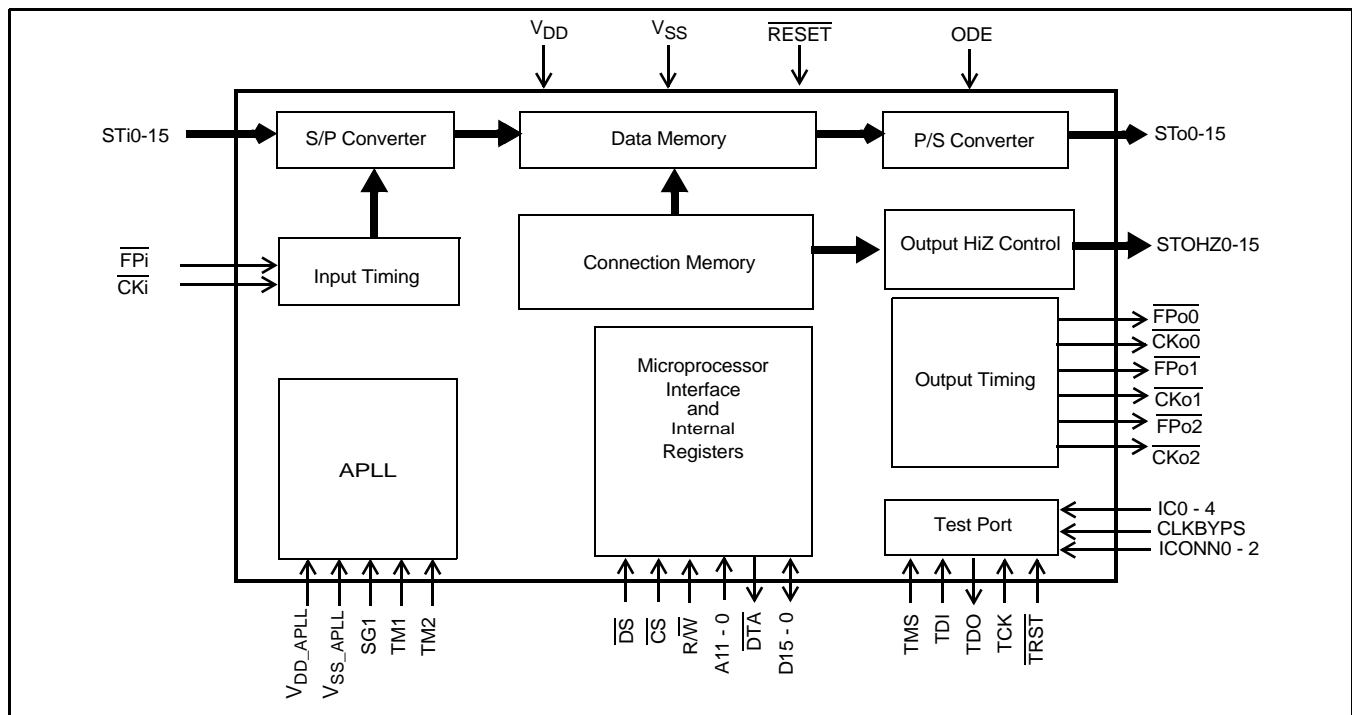 VDD
VSS
RESET
ODE
STi0-15
S/P Converter
Data Memory
P/S Converter
STo0-15
FPi
CKi
Input Timing
Connection Memory
Output HiZ Control
STOHZ0-15
Microprocessor
Interface
and
Internal
Registers
Output Timing
FPo0
CKo0
FPo1
CKo1
FPo2
CKo2
APLL
Test Port
IC0 - 4
CLKBYPS
ICONN0 - 2
VDD_APLL
VSS_APLL
SG1
TM1
TM2
DS
CS
R/W
A11 - 0
DTA
D15 - 0
TMS
TDI
TDO
TCK
TRST